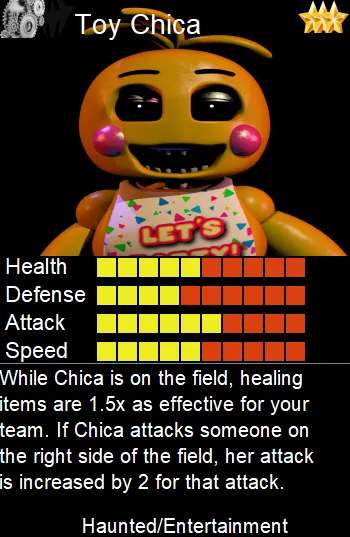 Toy Chica
LET'S
PARTY!
Health
Defense
Attack
Speed
While Chica is on the field, healing
items are 1.5x as effective for your
team. If Chica attacks someone on
the right side of the field, her attack
is increased by 2 for that attack.
Haunted/Entertainment